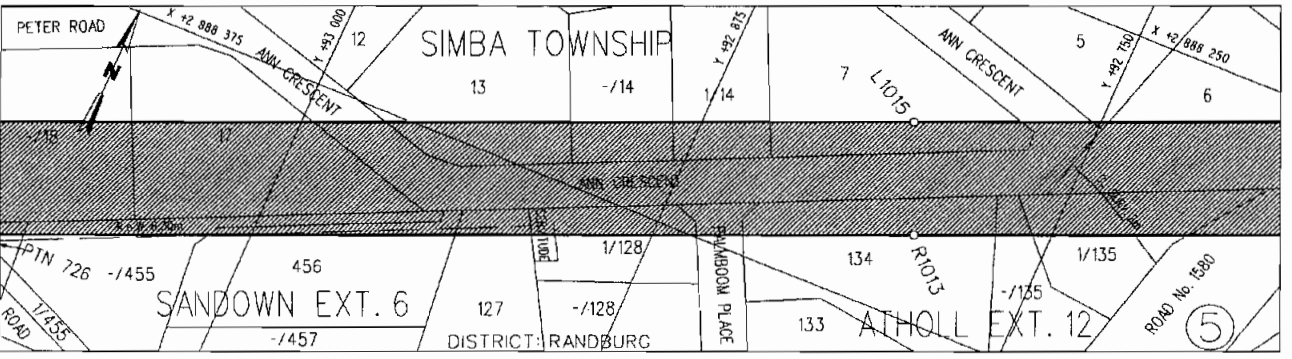 PETER ROAD
X +2 888 375
ANN CRESCENT
Y +93 000
12
SIMBA TOWNSHIP
13
-/14
1/14
Y +92 875
7
L1015
ANN CRESCENT
5
Y +92 750
X +2 888 250
6
N
-/18
17
ANN CRESCENT
PTN 726
-/455
1/455
ROAD
456
SANDOWN EXT. 6
-/457
127
1/128
-/128
DISTRICT: RANDBURG
PALMBOOM PLACE
134
133
R1013
ATHOLL EXT. 12
-/135
1/135
ROAD No. 1580
5